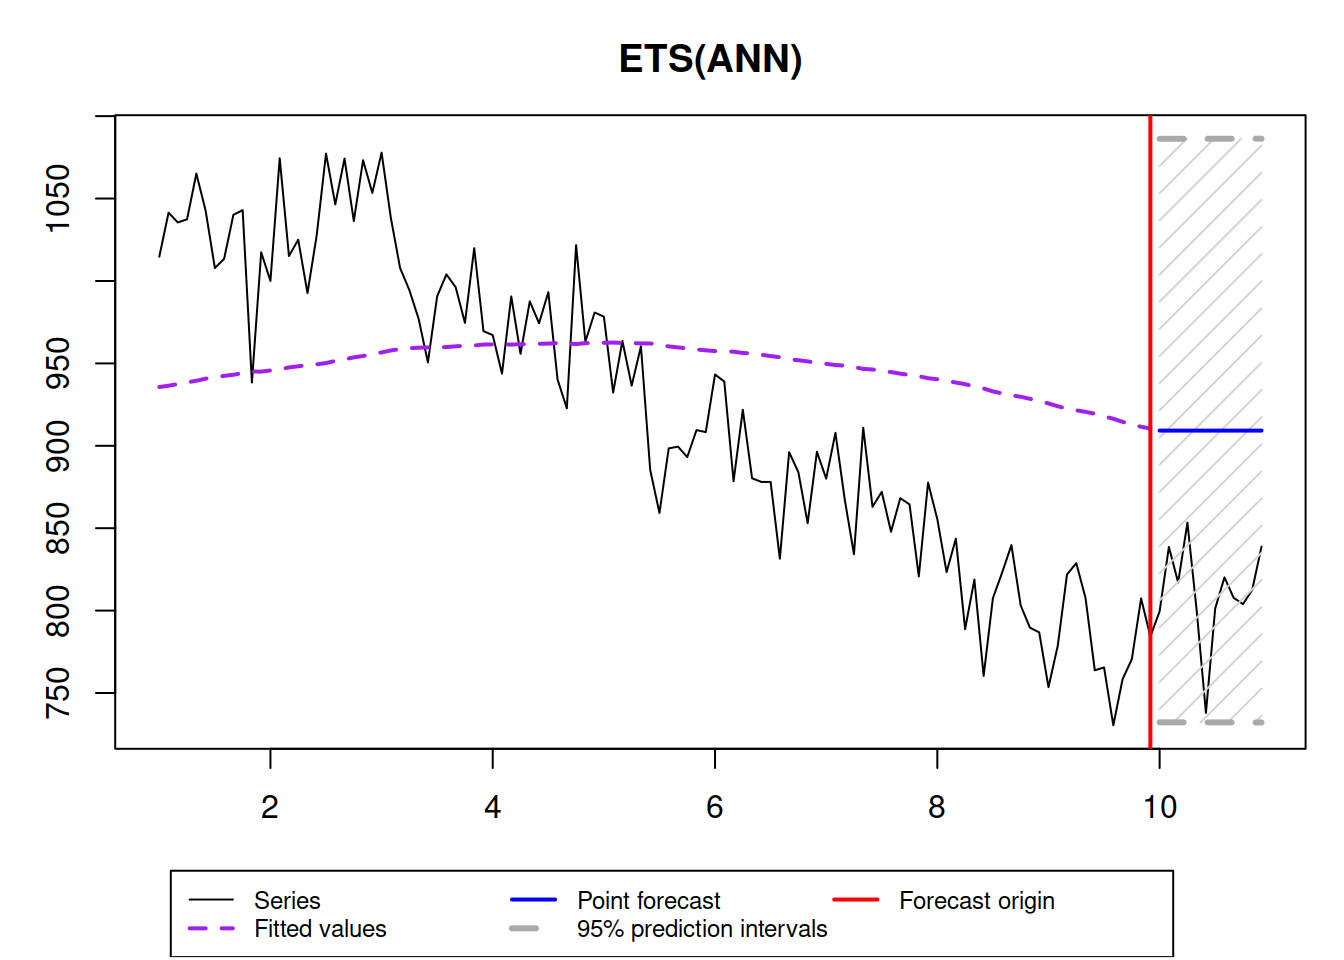 ETS(ANN)
1050
950
900
850
800
750
2 4 6 8 10
Series Point forecast Forecast origin
Fitted values 95% prediction intervals